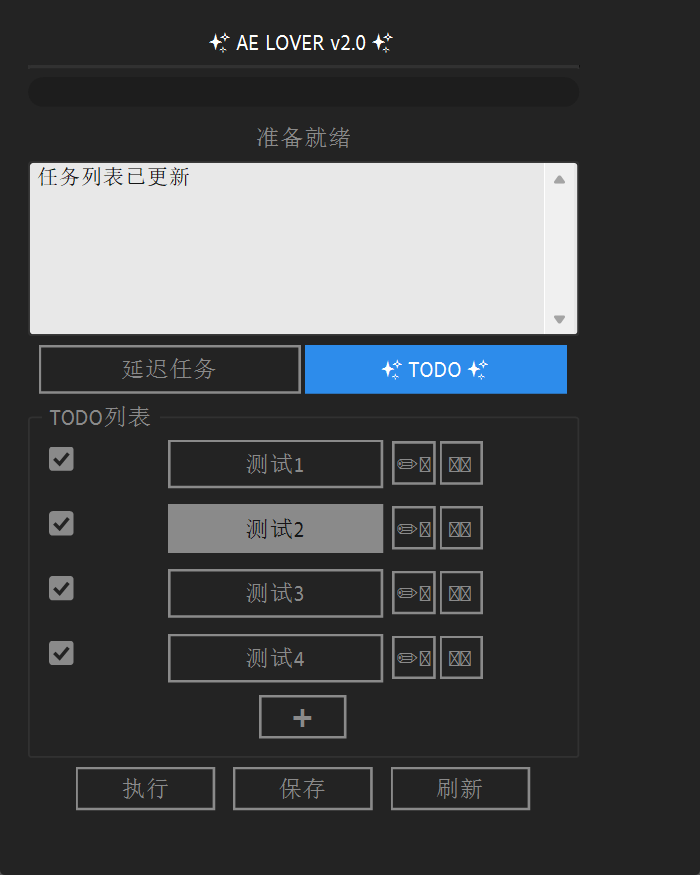 ✨ AE LOVER v2.0 ✨
准备就绪
任务列表已更新
延迟任务
✨ TODO ✨
TODO列表
测试1
测试2
测试3
测试4
+
执行 保存 刷新